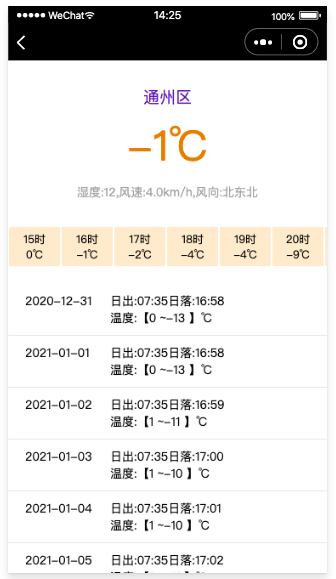 WeChat 14:25 100%
通州区
−1℃
湿度:12,风速:4.0km/h,风向:北东北
15时 16时 17时 18时 19时 20时
0℃ −1℃ −2℃ −4℃ −4℃ −9℃
2020−12−31 日出:07:35日落:16:58
温度:【0 ~−13 】℃
2021−01−01 日出:07:35日落:16:58
温度:【0 ~−13 】℃
2021−01−02 日出:07:35日落:16:59
温度:【1 ~−11 】℃
2021−01−03 日出:07:35日落:17:00
温度:【1 ~−10 】℃
2021−01−04 日出:07:35日落:17:01
温度:【1 ~−10 】℃
2021−01−05 日出:07:35日落:17:02